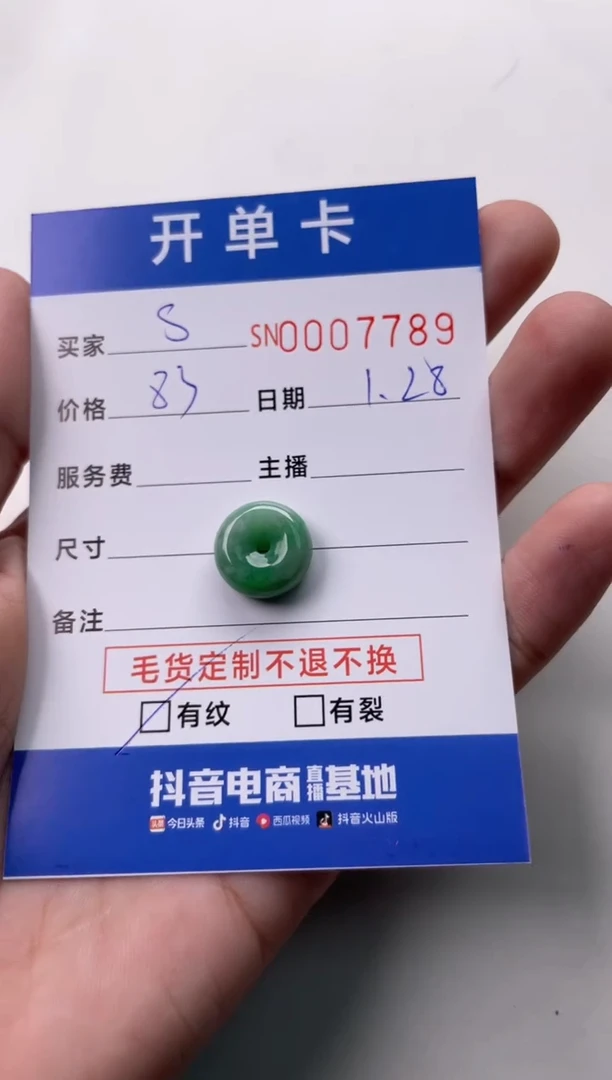 开单卡
买家 S SN0007789
价格 83 日期 1.28
服务费 主播
尺寸
备注
毛货定制不退不换
有纹 有裂
抖音电商直播基地
头条 今日头条 抖音 西瓜视频 抖音火山版